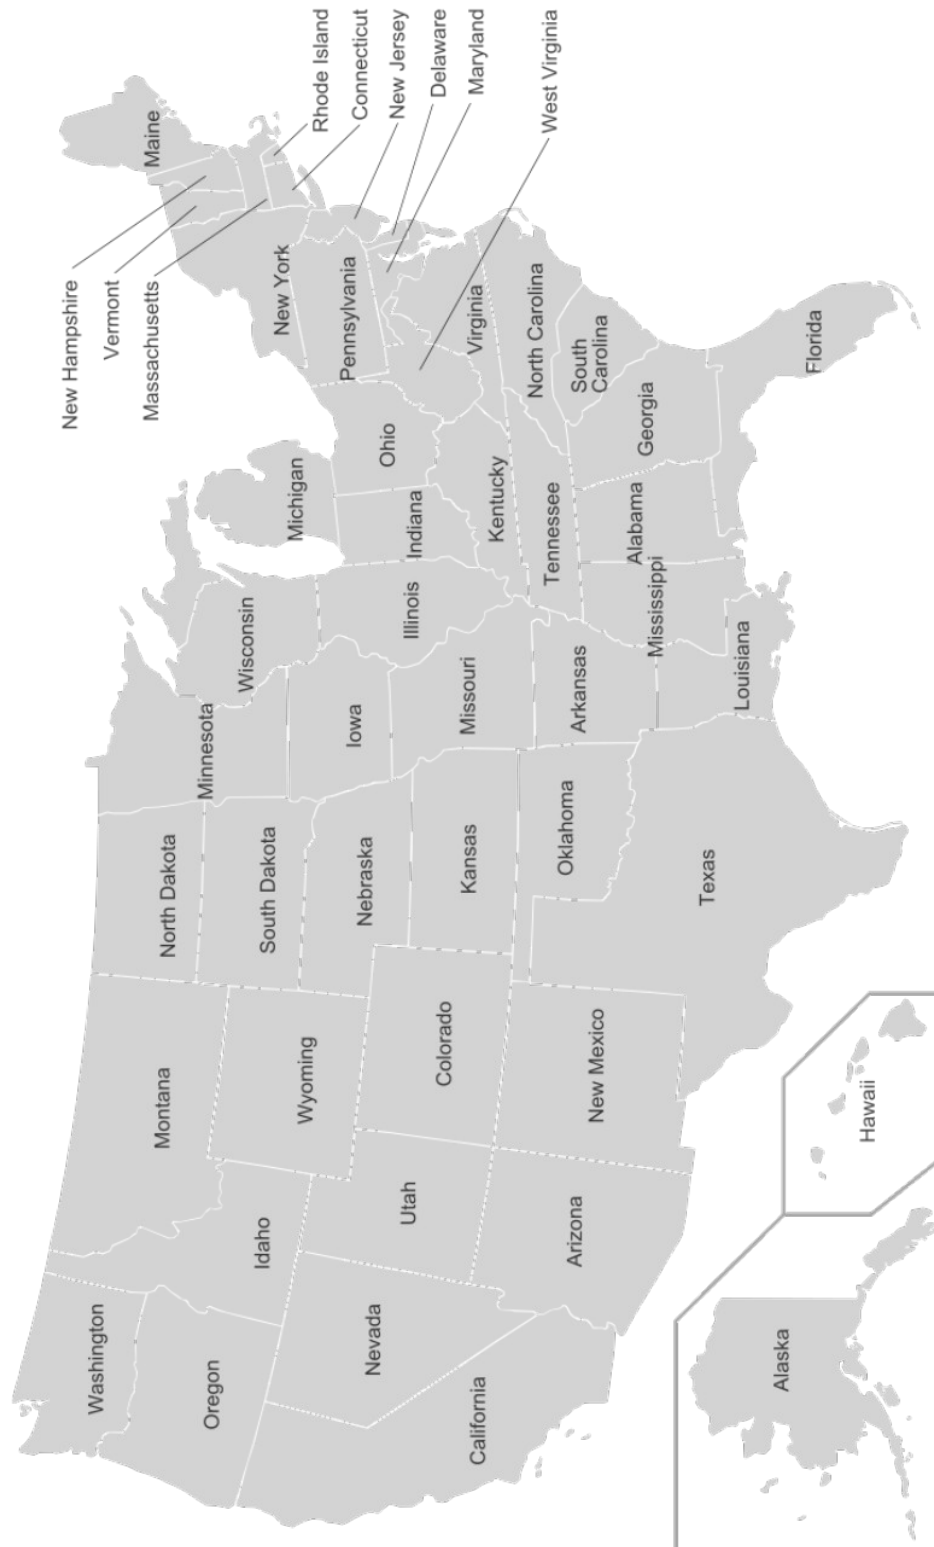 Washington
Oregon
California
Nevada
Idaho
Montana
Wyoming
Utah
Arizona
Colorado
New Mexico
North Dakota
South Dakota
Nebraska
Kansas
Oklahoma
Texas
Minnesota
Iowa
Missouri
Arkansas
Louisiana
Wisconsin
Illinois
Mississippi
Michigan
Indiana
Ohio
Kentucky
Tennessee
Alabama
Georgia
Florida
South
Carolina
North Carolina
Virginia
Pennsylvania
New York
Maine
New Hampshire
Vermont
Massachusetts
Rhode Island
Connecticut
New Jersey
Delaware
Maryland
West Virginia
Alaska
Hawaii